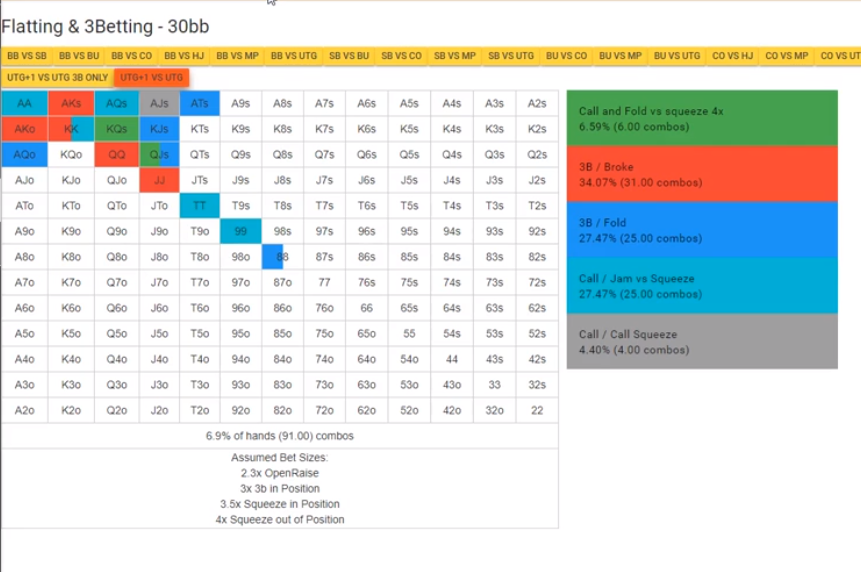 Flatting & 3Betting - 30bb
BB VS SB BB VS BU BB VS CO BB VS HJ BB VS MP BB VS UTG SB VS BU SB VS CO SB VS MP SB VS UTG BU VS CO BU VS MP BU VS UTG CO VS HJ CO VS MP CO VS UT
UTG+1 VS UTG 3B ONLY UTG+1 VS UTG
AA AKs AQs AJs ATs A9s A8s A7s A6s A5s A4s A3s A2s
AKo KK KQs KJs KTs K9s K8s K7s K6s K5s K4s K3s K2s
AQo KQo QQ QJs QTs Q9s Q8s Q7s Q6s Q5s Q4s Q3s Q2s
AJo KJo QJo JJ JTs J9s J8s J7s J6s J5s J4s J3s J2s
ATo KTo QTo JTo TT T9s T8s T7s T6s T5s T4s T3s T2s
A9o K9o Q9o J9o T9o 99 98s 97s 96s 95s 94s 93s 92s
A8o K8o Q8o J8o T8o 98o 88 87s 86s 85s 84s 83s 82s
A7o K7o Q7o J7o T7o 97o 87o 77 76s 75s 74s 73s 72s
A6o K6o Q6o J6o T6o 96o 86o 76o 66 65s 64s 63s 62s
A5o K5o Q5o J5o T5o 95o 85o 75o 65o 55 54s 53s 52s
A4o K4o Q4o J4o T4o 94o 84o 74o 64o 54o 44 43s 42s
A3o K3o Q3o J3o T3o 93o 83o 73o 63o 53o 43o 33 32s
A2o K2o Q2o J2o T2o 92o 82o 72o 62o 52o 42o 32o 22
6.9% of hands (91.00) combos
Assumed Bet Sizes:
2.3x OpenRaise
3x 3b in Position
3.5x Squeeze in Position
4x Squeeze out of Position
Call and Fold vs squeeze 4x
6.59% (6.00 combos)
3B / Broke
34.07% (31.00 combos)
3B / Fold
27.47% (25.00 combos)
Call / Jam vs Squeeze
27.47% (25.00 combos)
Call / Call Squeeze
4.40% (4.00 combos)